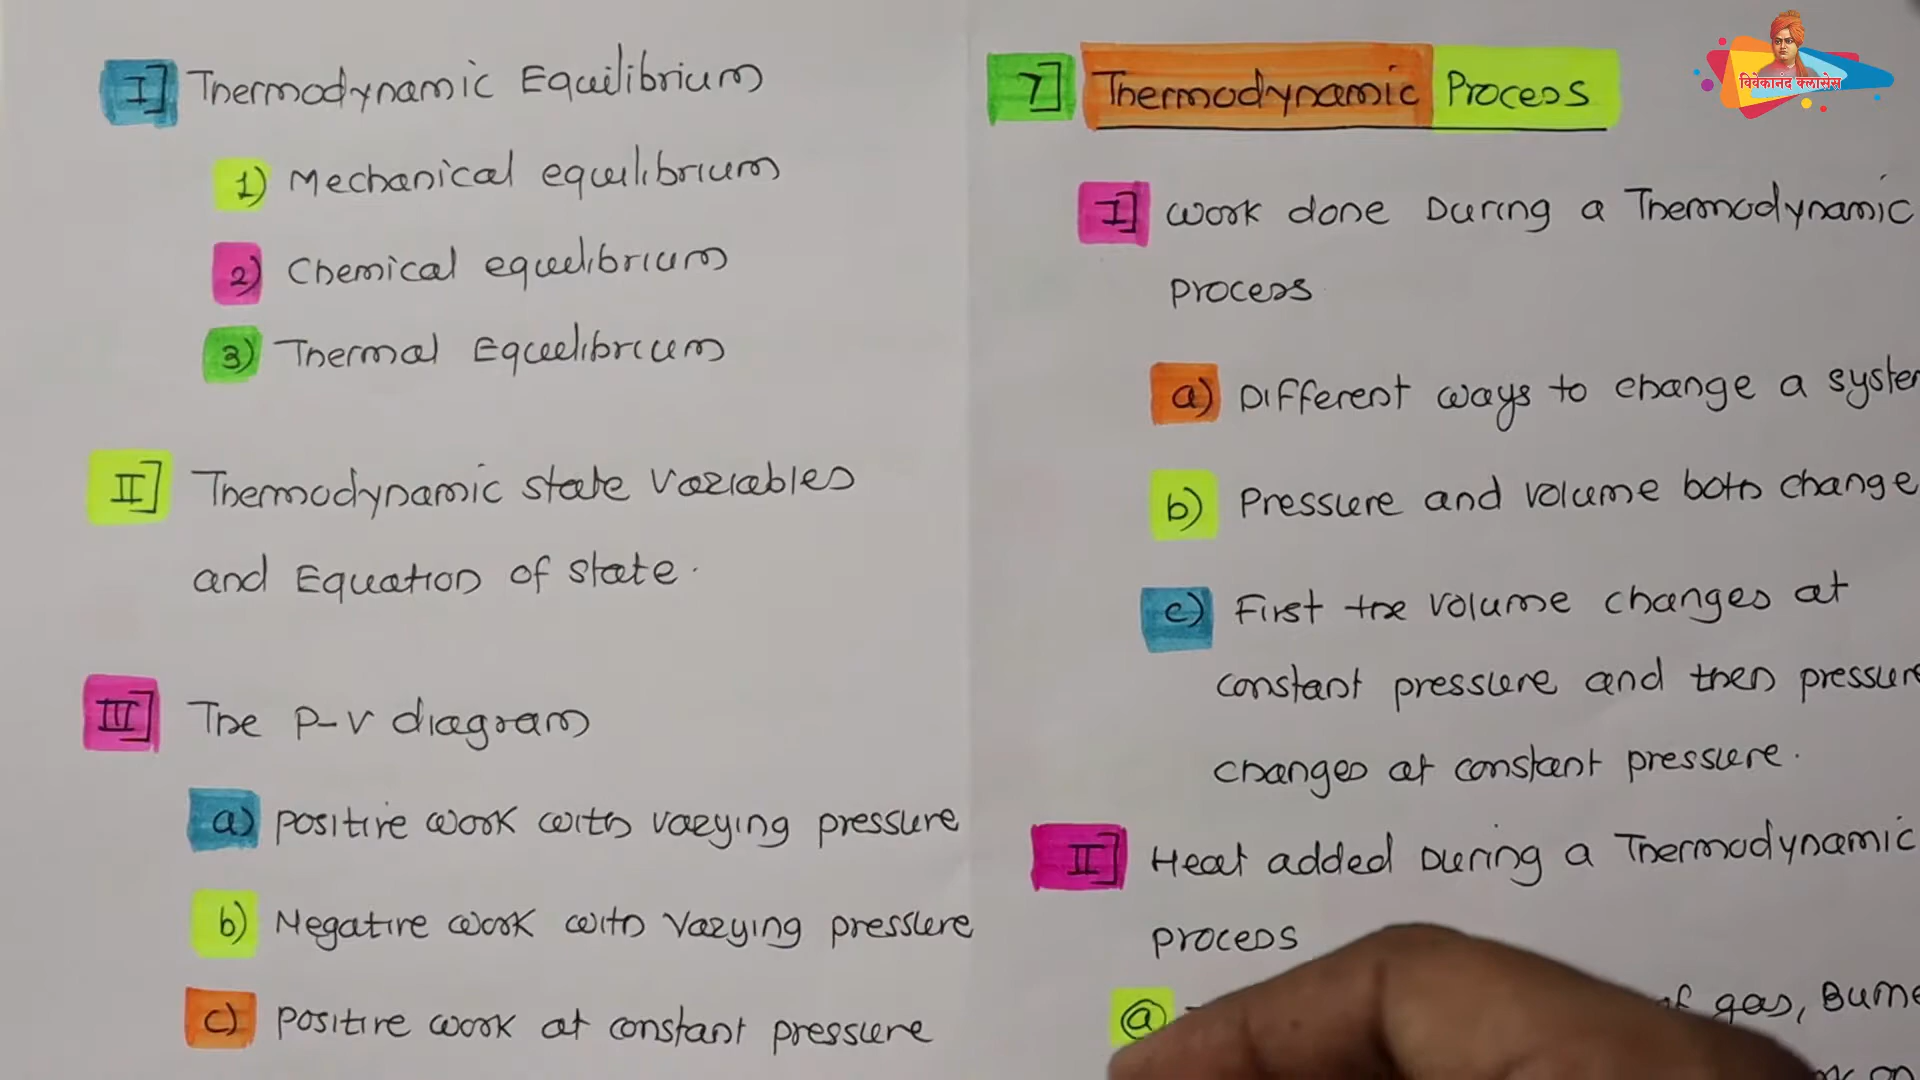 I] Thermodynamic Equilibrium
1) Mechanical equilibrium
2) Chemical equilibrium
3) Thermal Equilibrium
II] Thermodynamic state variables
and Equation of state.
III] The P-V diagram
a) Positive work with varying pressure
b) Negative work with varying pressure
c) Positive work at constant pressure
7] Thermodynamic Process
I] Work done During a Thermodynamic
process
a) Different ways to change a system
b) Pressure and volume both change
c) First the volume changes at
constant pressure and then pressure
changes at constant pressure.
II] Heat added During a Thermodynamic
process
a)
of gas,
विवेकानंद क्लासेस